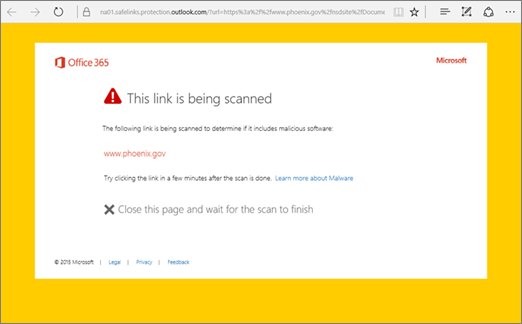 na01.safelinks.protection.outlook.com/?url=https%3a%2f%2fwww.phoenix.gov%2fnsdsite%2fDocume
Office 365
Microsoft
This link is being scanned
The following link is being scanned to determine if it includes malicious software:
www.phoenix.gov
Try clicking the link in a few minutes after the scan is done. Learn more about Malware
Close this page and wait for the scan to finish
© 2015 Microsoft | Legal | Privacy | Feedback